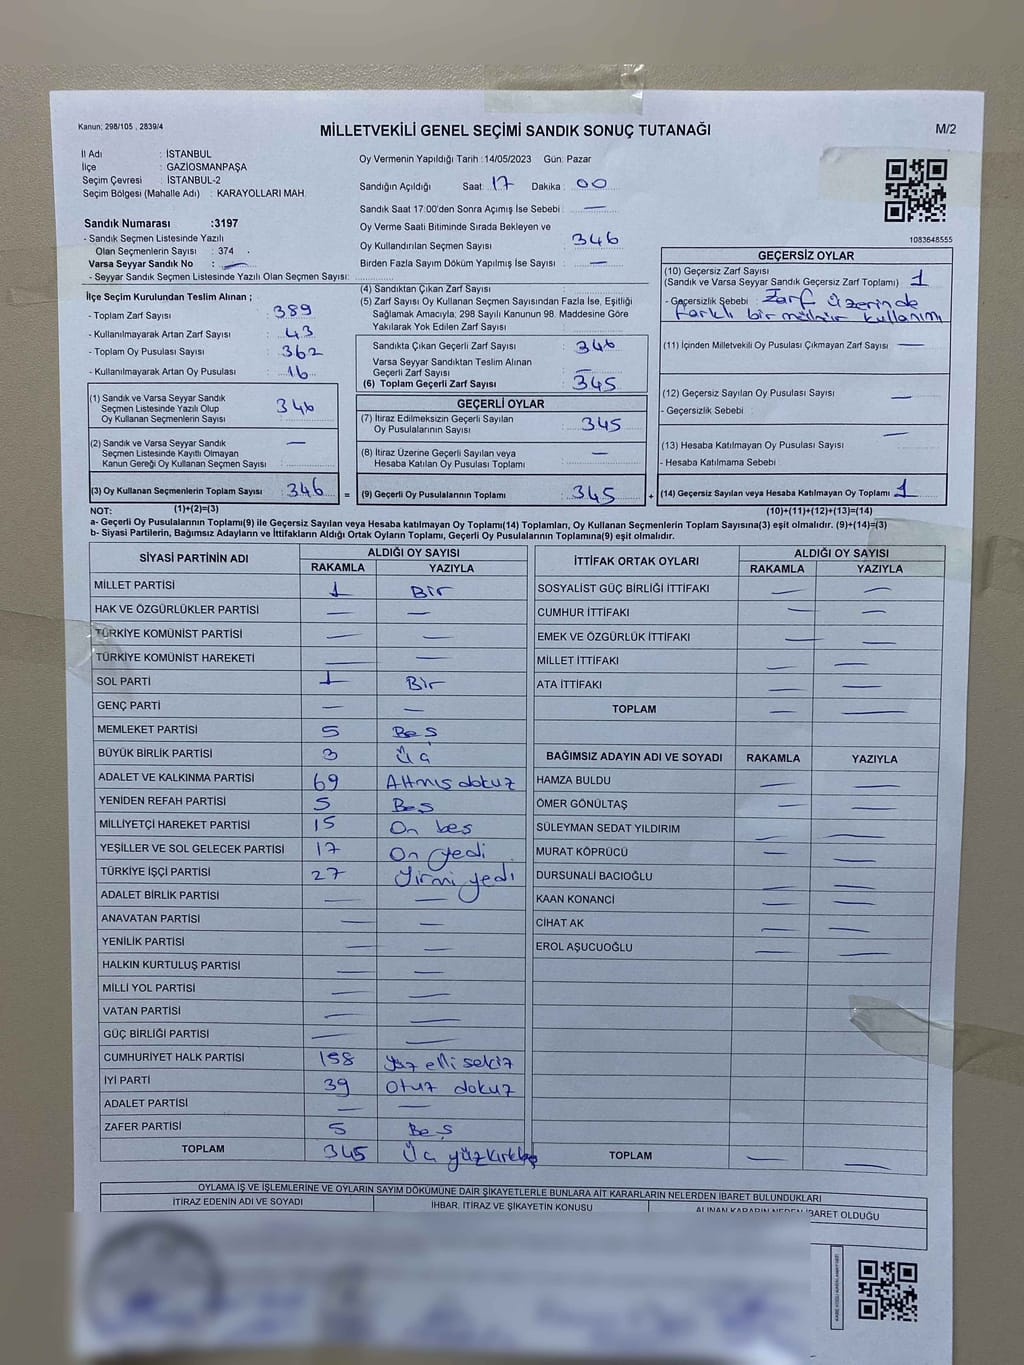 Kanun; 298/105 , 2839/4
MİLLETVEKİLİ GENEL SEÇİMİ SANDIK SONUÇ TUTANAĞI
M/2
İl Adı : İSTANBUL
İlçe : GAZİOSMANPAŞA
Seçim Çevresi : İSTANBUL-2
Seçim Bölgesi (Mahalle Adı) : KARAYOLLARI MAH.
Sandık Numarası :3197
- Sandık Seçmen Listesinde Yazılı
Olan Seçmenlerin Sayısı : 374
Varsa Seyyar Sandık No : —
- Seyyar Sandık Seçmen Listesinde Yazılı Olan Seçmen Sayısı:
Oy Vermenin Yapıldığı Tarih :14/05/2023 Gün: Pazar
Sandığın Açıldığı Saat: 17 Dakika : 00
Sandık Saat 17:00'den Sonra Açımış İse Sebebi : —
Oy Verme Saati Bitiminde Sırada Bekleyen ve
Oy Kullandırılan Seçmen Sayısı : 346
Birden Fazla Sayım Döküm Yapılmış İse Sayısı : —
1083648555
İlçe Seçim Kurulundan Teslim Alınan ;
- Toplam Zarf Sayısı : 389
- Kullanılmayarak Artan Zarf Sayısı : 43
- Toplam Oy Pusulası Sayısı : 362
- Kullanılmayarak Artan Oy Pusulası : 16
(1) Sandık ve Varsa Seyyar Sandık
Seçmen Listesinde Yazılı Olup
Oy Kullanan Seçmenlerin Sayısı : 346
(2) Sandık ve Varsa Seyyar Sandık
Seçmen Listesinde Kayıtlı Olmayan
Kanun Gereği Oy Kullanan Seçmen Sayısı : —
(3) Oy Kullanan Seçmenlerin Toplam Sayısı : 346
(1)+(2)=(3)
=
(4) Sandıktan Çıkan Zarf Sayısı :
(5) Zarf Sayısı Oy Kullanan Seçmen Sayısından Fazla İse, Eşitliği
Sağlamak Amacıyla; 298 Sayılı Kanunun 98. Maddesine Göre
Yakılarak Yok Edilen Zarf Sayısı :
Sandıkta Çıkan Geçerli Zarf Sayısı : 346
Varsa Seyyar Sandıktan Teslim Alınan
Geçerli Zarf Sayısı : —
(6) Toplam Geçerli Zarf Sayısı : 345
GEÇERLİ OYLAR
(7) İtiraz Edilmeksizin Geçerli Sayılan
Oy Pusulalarının Sayısı : 345
(8) İtiraz Üzerine Geçerli Sayılan veya
Hesaba Katılan Oy Pusulası Toplamı : —
(9) Geçerli Oy Pusulalarının Toplamı : 345
+
GEÇERSİZ OYLAR
(10) Geçersiz Zarf Sayısı
(Sandık ve Varsa Seyyar Sandık Geçersiz Zarf Toplamı) : 1
- Geçersizlik Sebebi : Zarf üzerinde
farklı bir mühür kullanımı
(11) İçinden Milletvekili Oy Pusulası Çıkmayan Zarf Sayısı : —
(12) Geçersiz Sayılan Oy Pusulası Sayısı : —
- Geçersizlik Sebebi :
(13) Hesaba Katılmayan Oy Pusulası Sayısı : —
- Hesaba Katılmama Sebebi :
(14) Geçersiz Sayılan veya Hesaba Katılmayan Oy Toplamı : 1
(10)+(11)+(12)+(13)=(14)
NOT:
a- Geçerli Oy Pusulaların Toplamı(9) ile Geçersiz Sayılan veya Hesaba katılmayan Oy Toplamı(14) Toplamları, Oy Kullanan Seçmenlerin Toplam Sayısına(3) eşit olmalıdır. (9)+(14)=(3)
b- Siyasi Partilerin, Bağımsız Adayların ve İttifakların Aldığı Ortak Oyların Toplamı, Geçerli Oy Pusulalarının Toplamına(9) eşit olmalıdır.
SİYASİ PARTİNİN ADI ALDIĞI OY SAYISI
RAKAMLA YAZIYLA
MİLLET PARTİSİ 1 Bir
HAK VE ÖZGÜRLÜKLER PARTİSİ — —
TÜRKİYE KOMÜNİST PARTİSİ — —
TÜRKİYE KOMÜNİST HAREKETİ — —
SOL PARTİ 1 Bir
GENÇ PARTİ — —
MEMLEKET PARTİSİ 5 Beş
BÜYÜK BİRLİK PARTİSİ 3 Üç
ADALET VE KALKINMA PARTİSİ 69 Altmış dokuz
YENİDEN REFAH PARTİSİ 5 Beş
MİLLİYETÇİ HAREKET PARTİSİ 15 On beş
YEŞİLLER VE SOL GELECEK PARTİSİ 17 On yedi
TÜRKİYE İŞÇİ PARTİSİ 27 Yirmi yedi
ADALET BİRLİK PARTİSİ — —
ANAVATAN PARTİSİ — —
YENİLİK PARTİSİ — —
HALKIN KURTULUŞ PARTİSİ — —
MİLLİ YOL PARTİSİ — —
VATAN PARTİSİ — —
GÜÇ BİRLİĞİ PARTİSİ — —
CUMHURİYET HALK PARTİSİ 158 Yüz elli sekiz
İYİ PARTİ 39 Otuz dokuz
ADALET PARTİSİ — —
ZAFER PARTİSİ 5 Beş
TOPLAM 345 Üç yüzkırkbeş
İTTİFAK ORTAK OYLARI ALDIĞI OY SAYISI
RAKAMLA YAZIYLA
SOSYALİST GÜÇ BİRLİĞİ İTTİFAKI — —
CUMHUR İTTİFAKI — —
EMEK VE ÖZGÜRLÜK İTTİFAKI — —
MİLLET İTTİFAKI — —
ATA İTTİFAKI — —
TOPLAM — —
BAĞIMSIZ ADAYIN ADI VE SOYADI RAKAMLA YAZIYLA
HAMZA BULDU — —
ÖMER GÖNÜLTAŞ — —
SÜLEYMAN SEDAT YILDIRIM — —
MURAT KÖPRÜCÜ — —
DURSUNALİ BACIOĞLU — —
KAAN KONANCİ — —
CİHAT AK — —
EROL AŞUCUOĞLU — —
TOPLAM — —
OYLAMA İŞ VE İŞLEMLERİNE VE OYLARIN SAYIM DÖKÜMÜNE DAİR ŞİKAYETLERLE BUNLARA AİT KARARLARIN NELERDEN İBARET BULUNDUKLARI
İTİRAZ EDENİN ADI VE SOYADI İHBAR, İTİRAZ VE ŞİKAYETİN KONUSU ALINAN KARARIN NEDEN İBARET OLDUĞU